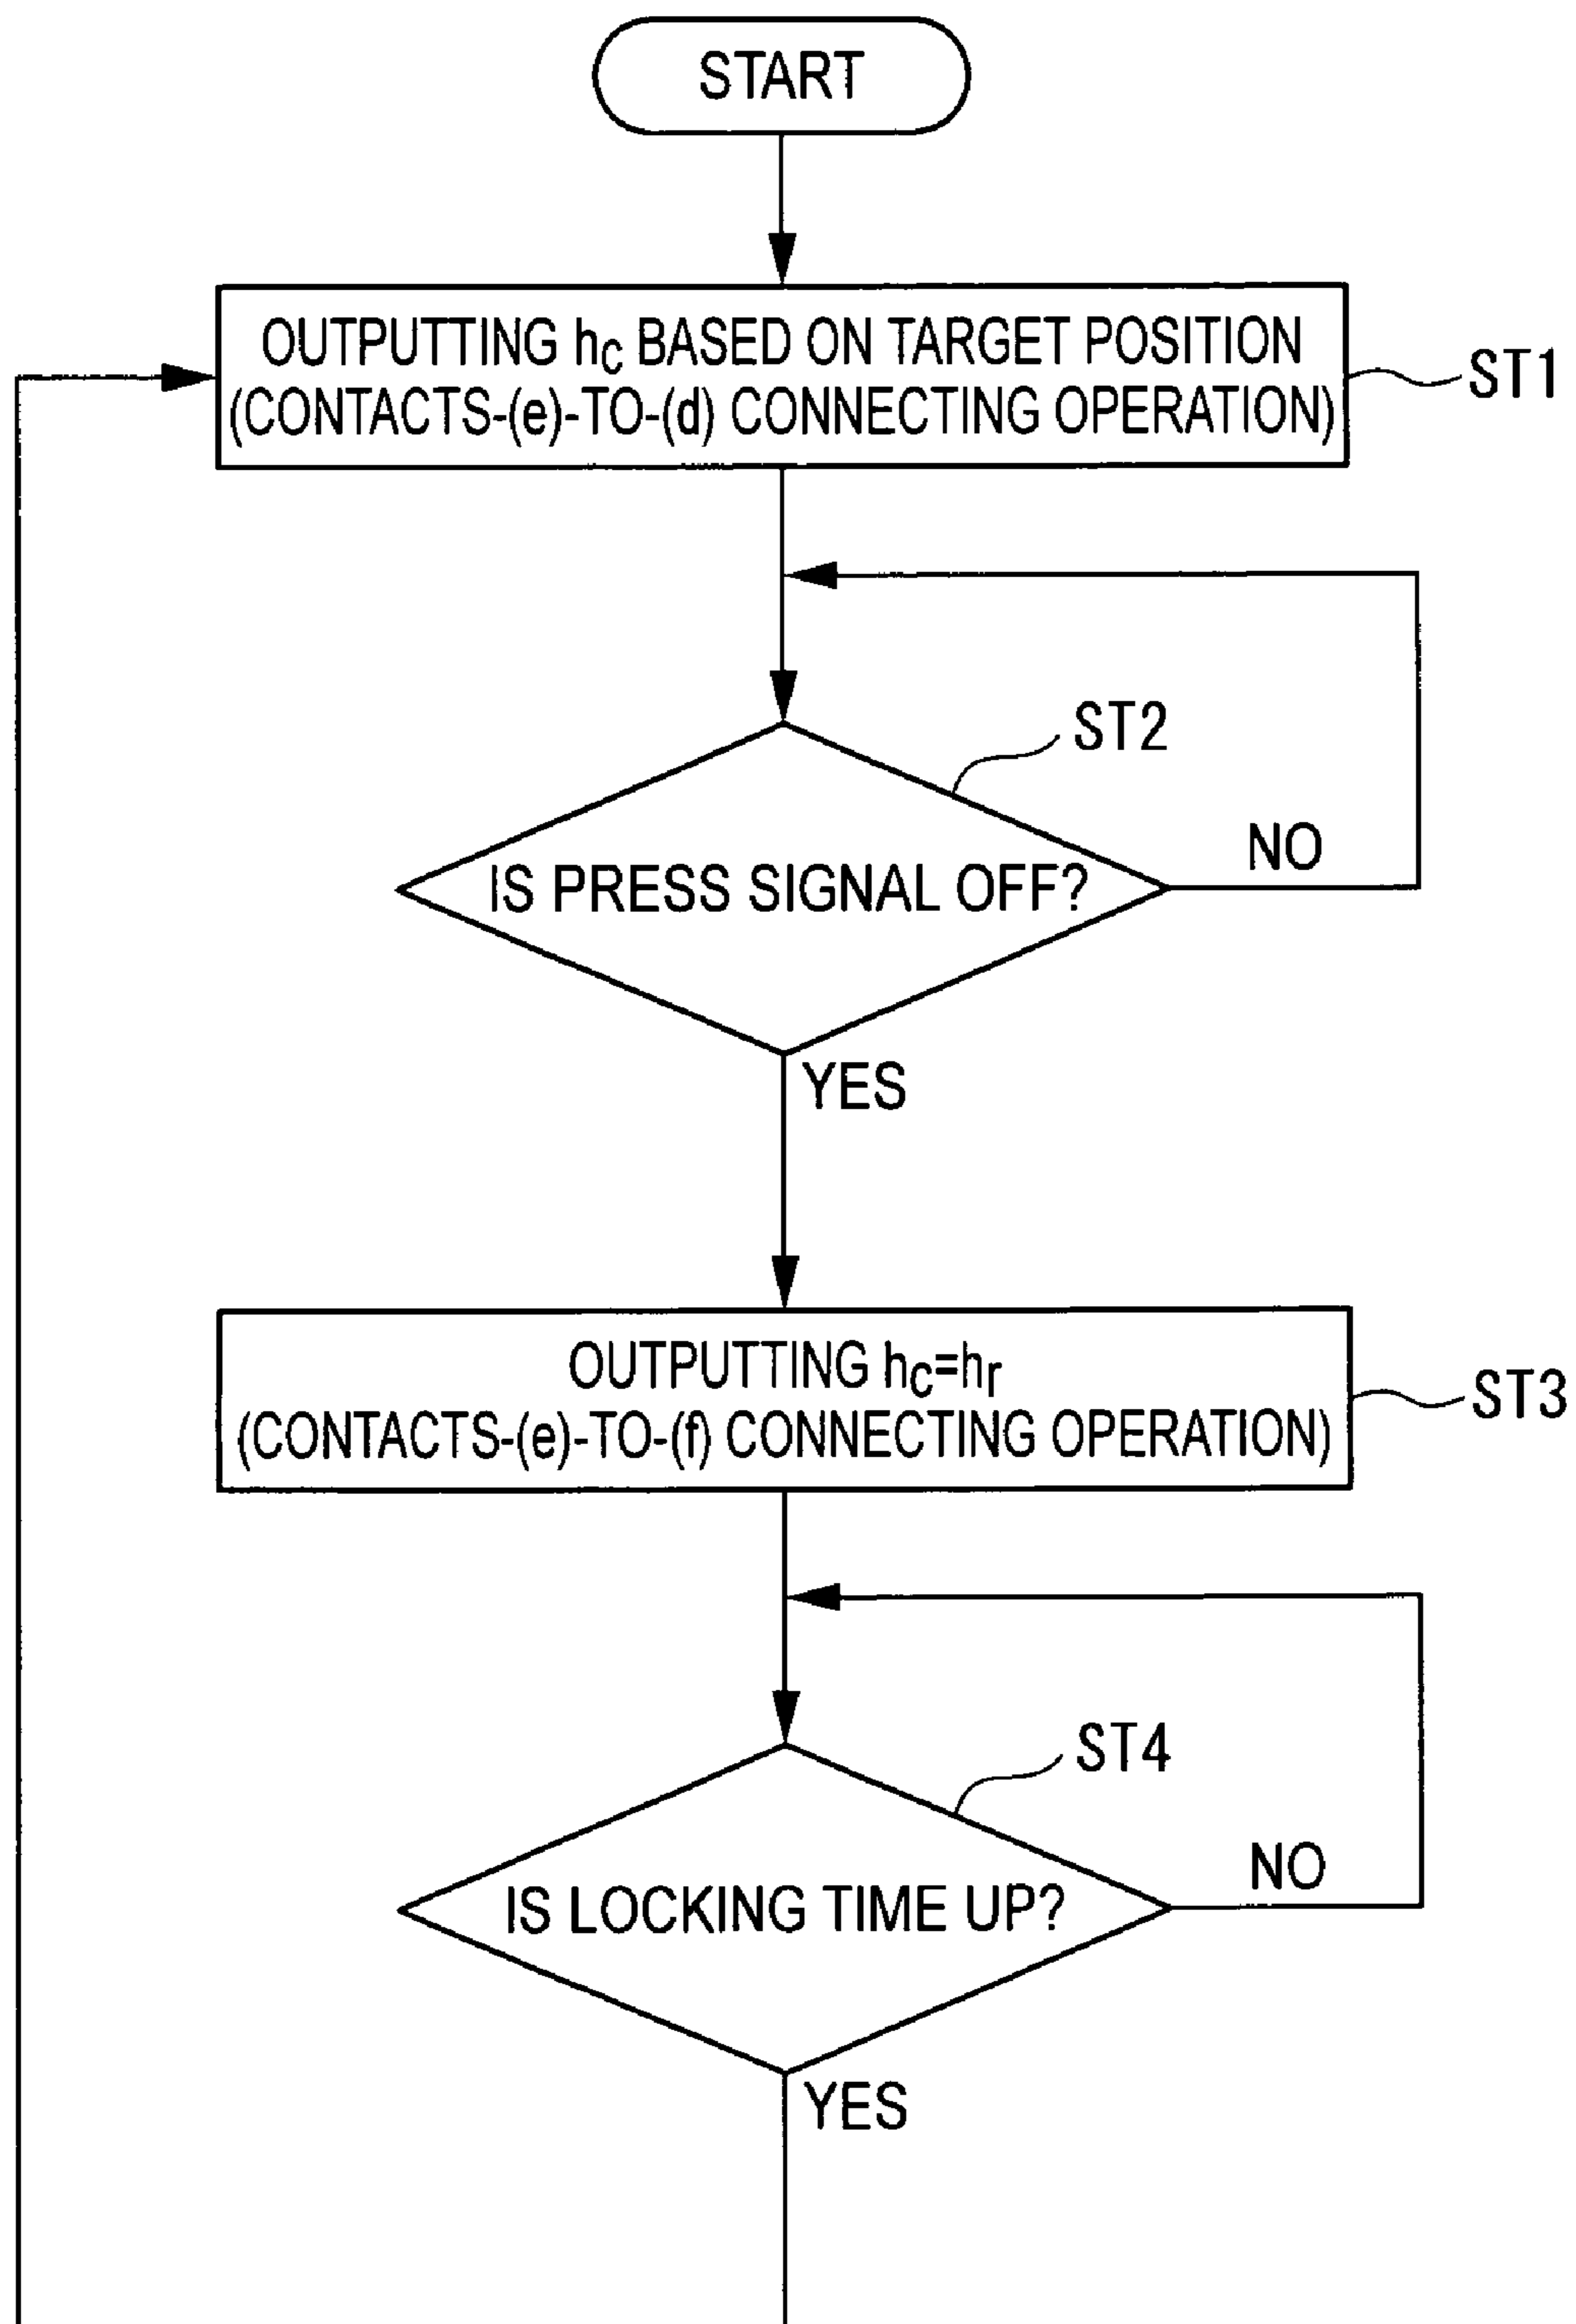 START
OUTPUTTING hc BASED ON TARGET POSITION
(CONTACTS-(e)-TO-(d) CONNECTING OPERATION)
ST1
ST2
IS PRESS SIGNAL OFF?
NO
YES
OUTPUTTING hc=hr
(CONTACTS-(e)-TO-(f) CONNECTING OPERATION)
ST3
ST4
IS LOCKING TIME UP?
NO
YES